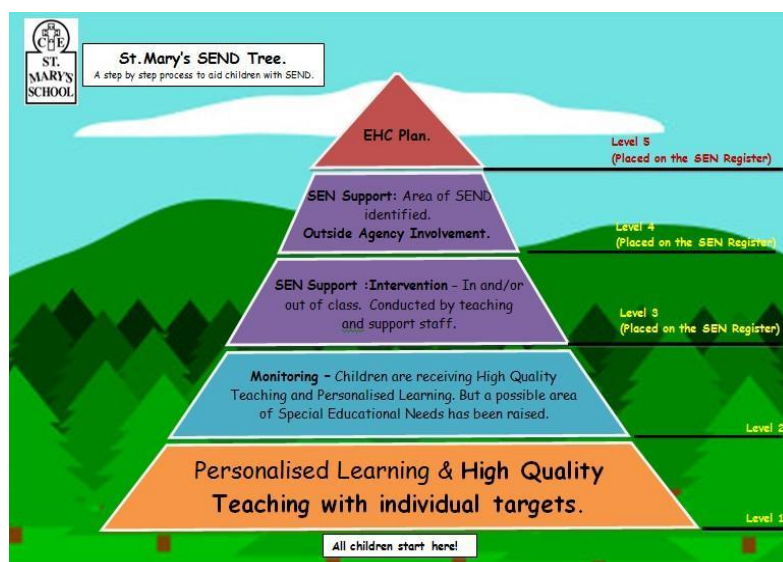 C E
ST.
MARY'S
SCHOOL
St.Mary's SEND Tree.
A step by step process to aid children with SEND.
EHC Plan.
Level 5
(Placed on the SEN Register)
SEN Support: Area of SEND
identified.
Outside Agency Involvement.
Level 4
(Placed on the SEN Register)
SEN Support :Intervention – In and/or
out of class. Conducted by teaching
and support staff.
Level 3
(Placed on the SEN Register)
Monitoring – Children are receiving High Quality
Teaching and Personalised Learning. But a possible area
of Special Educational Needs has been raised.
Level 2
Personalised Learning & High Quality
Teaching with individual targets.
Level 1
All children start here!